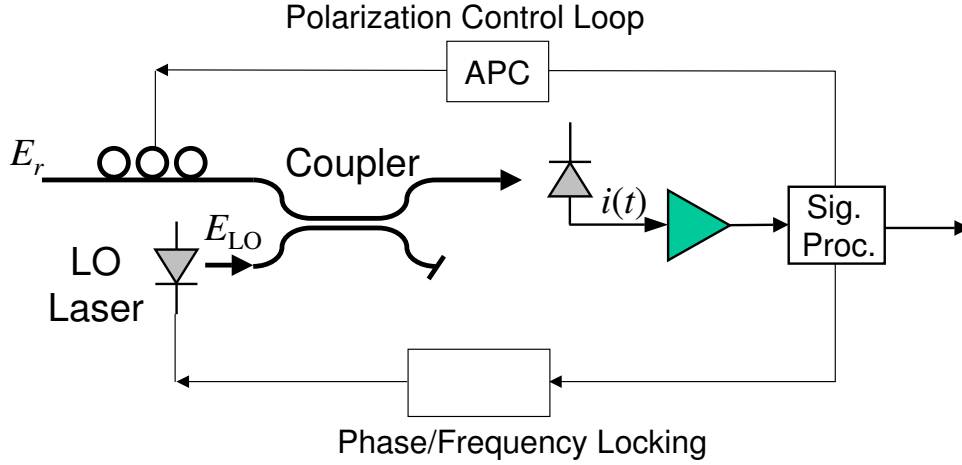 Polarization Control Loop
APC
E_r
Coupler
i(t)
Sig.
Proc.
E_LO
LO
Laser
Phase/Frequency Locking